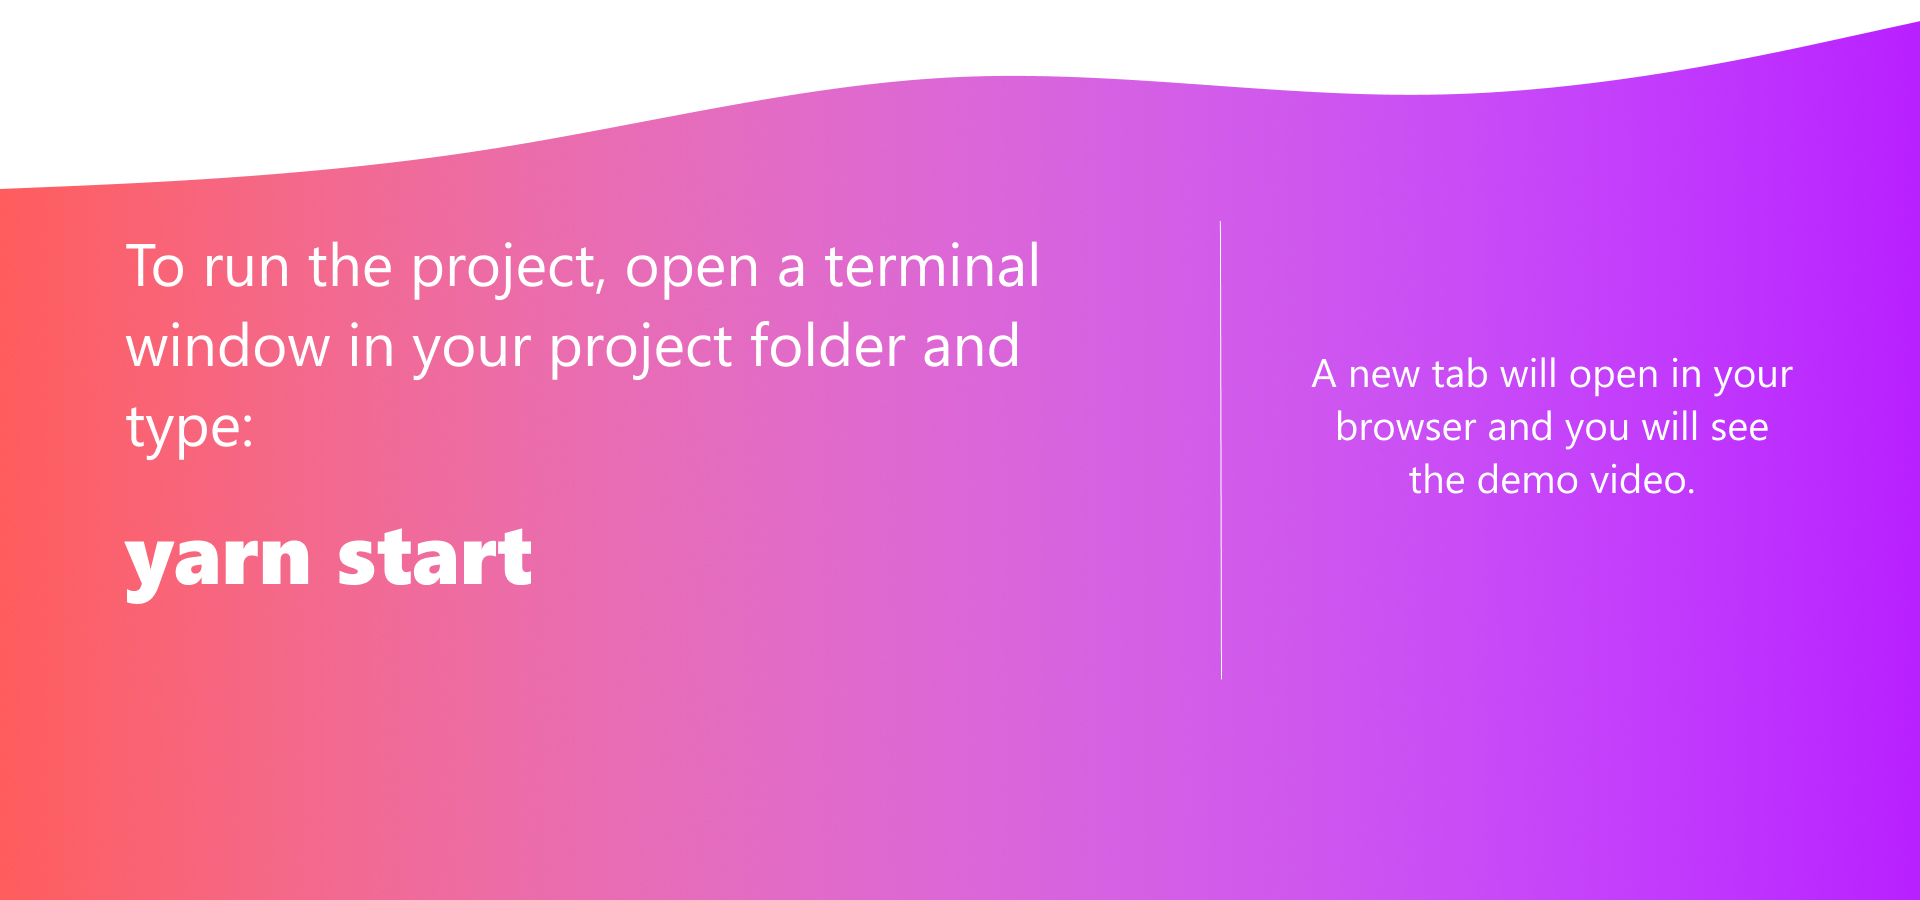 To run the project, open a terminal
window in your project folder and
type:
yarn start
A new tab will open in your
browser and you will see
the demo video.